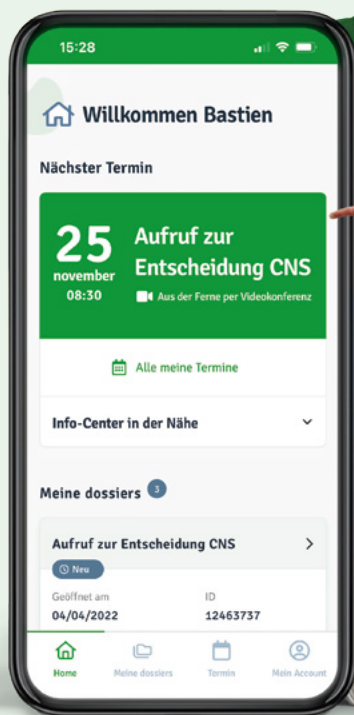 15:28
Willkommen Bastien
Nächster Termin
25
november
08:30
Aufruf zur
Entscheidung CNS
Aus der Ferne per Videokonferenz
Alle meine Termine
Info-Center in der Nähe
Meine dossiers 3
Aufruf zur Entscheidung CNS
Neu
Geöffnet am
ID
04/04/2022
12463737
Home
Meine dossiers
Termin
Mein Account